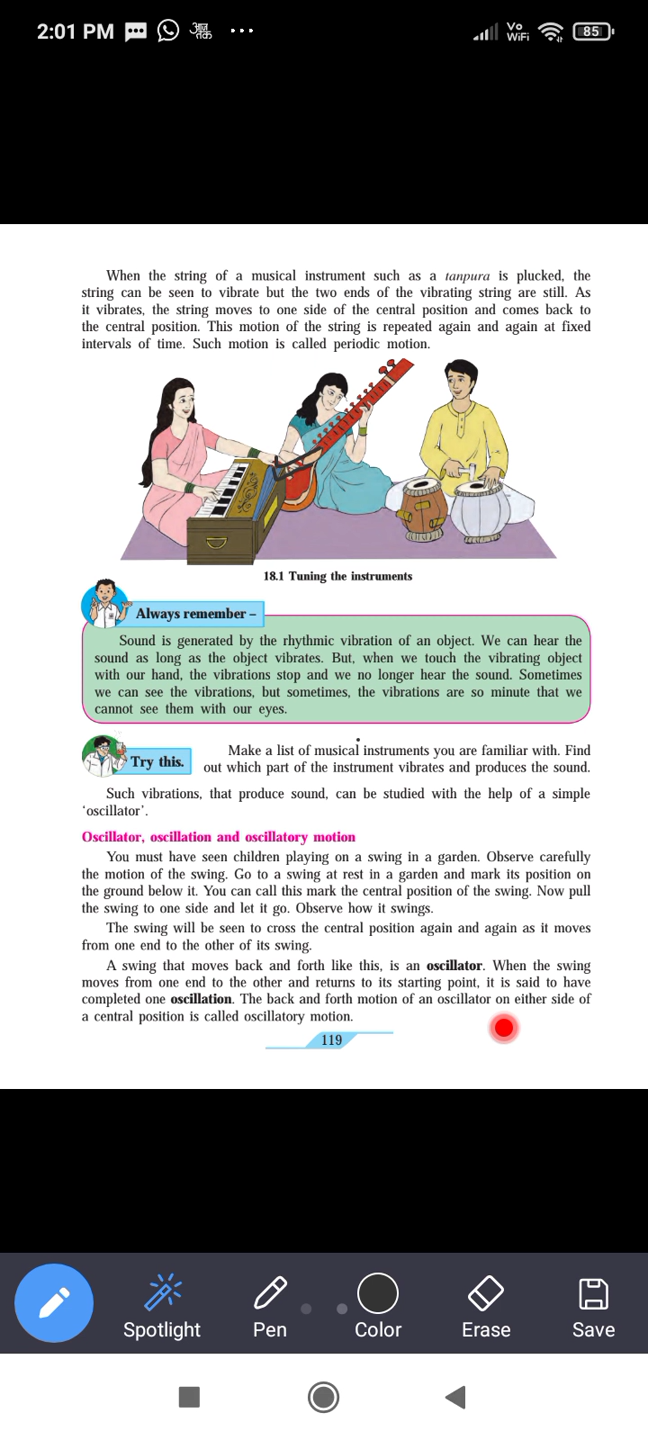 2:01 PM
आज तक
Vo WiFi
85
When the string of a musical instrument such as a tanpura is plucked, the
string can be seen to vibrate but the two ends of the vibrating string are still. As
it vibrates, the string moves to one side of the central position and comes back to
the central position. This motion of the string is repeated again and again at fixed
intervals of time. Such motion is called periodic motion.
18.1 Tuning the instruments
Always remember –
Sound is generated by the rhythmic vibration of an object. We can hear the
sound as long as the object vibrates. But, when we touch the vibrating object
with our hand, the vibrations stop and we no longer hear the sound. Sometimes
we can see the vibrations, but sometimes, the vibrations are so minute that we
cannot see them with our eyes.
Try this.
Make a list of musical instruments you are familiar with. Find
out which part of the instrument vibrates and produces the sound.
Such vibrations, that produce sound, can be studied with the help of a simple
‘oscillator’.
Oscillator, oscillation and oscillatory motion
You must have seen children playing on a swing in a garden. Observe carefully
the motion of the swing. Go to a swing at rest in a garden and mark its position on
the ground below it. You can call this mark the central position of the swing. Now pull
the swing to one side and let it go. Observe how it swings.
The swing will be seen to cross the central position again and again as it moves
from one end to the other of its swing.
A swing that moves back and forth like this, is an oscillator. When the swing
moves from one end to the other and returns to its starting point, it is said to have
completed one oscillation. The back and forth motion of an oscillator on either side of
a central position is called oscillatory motion.
119
Spotlight
Pen
Color
Erase
Save